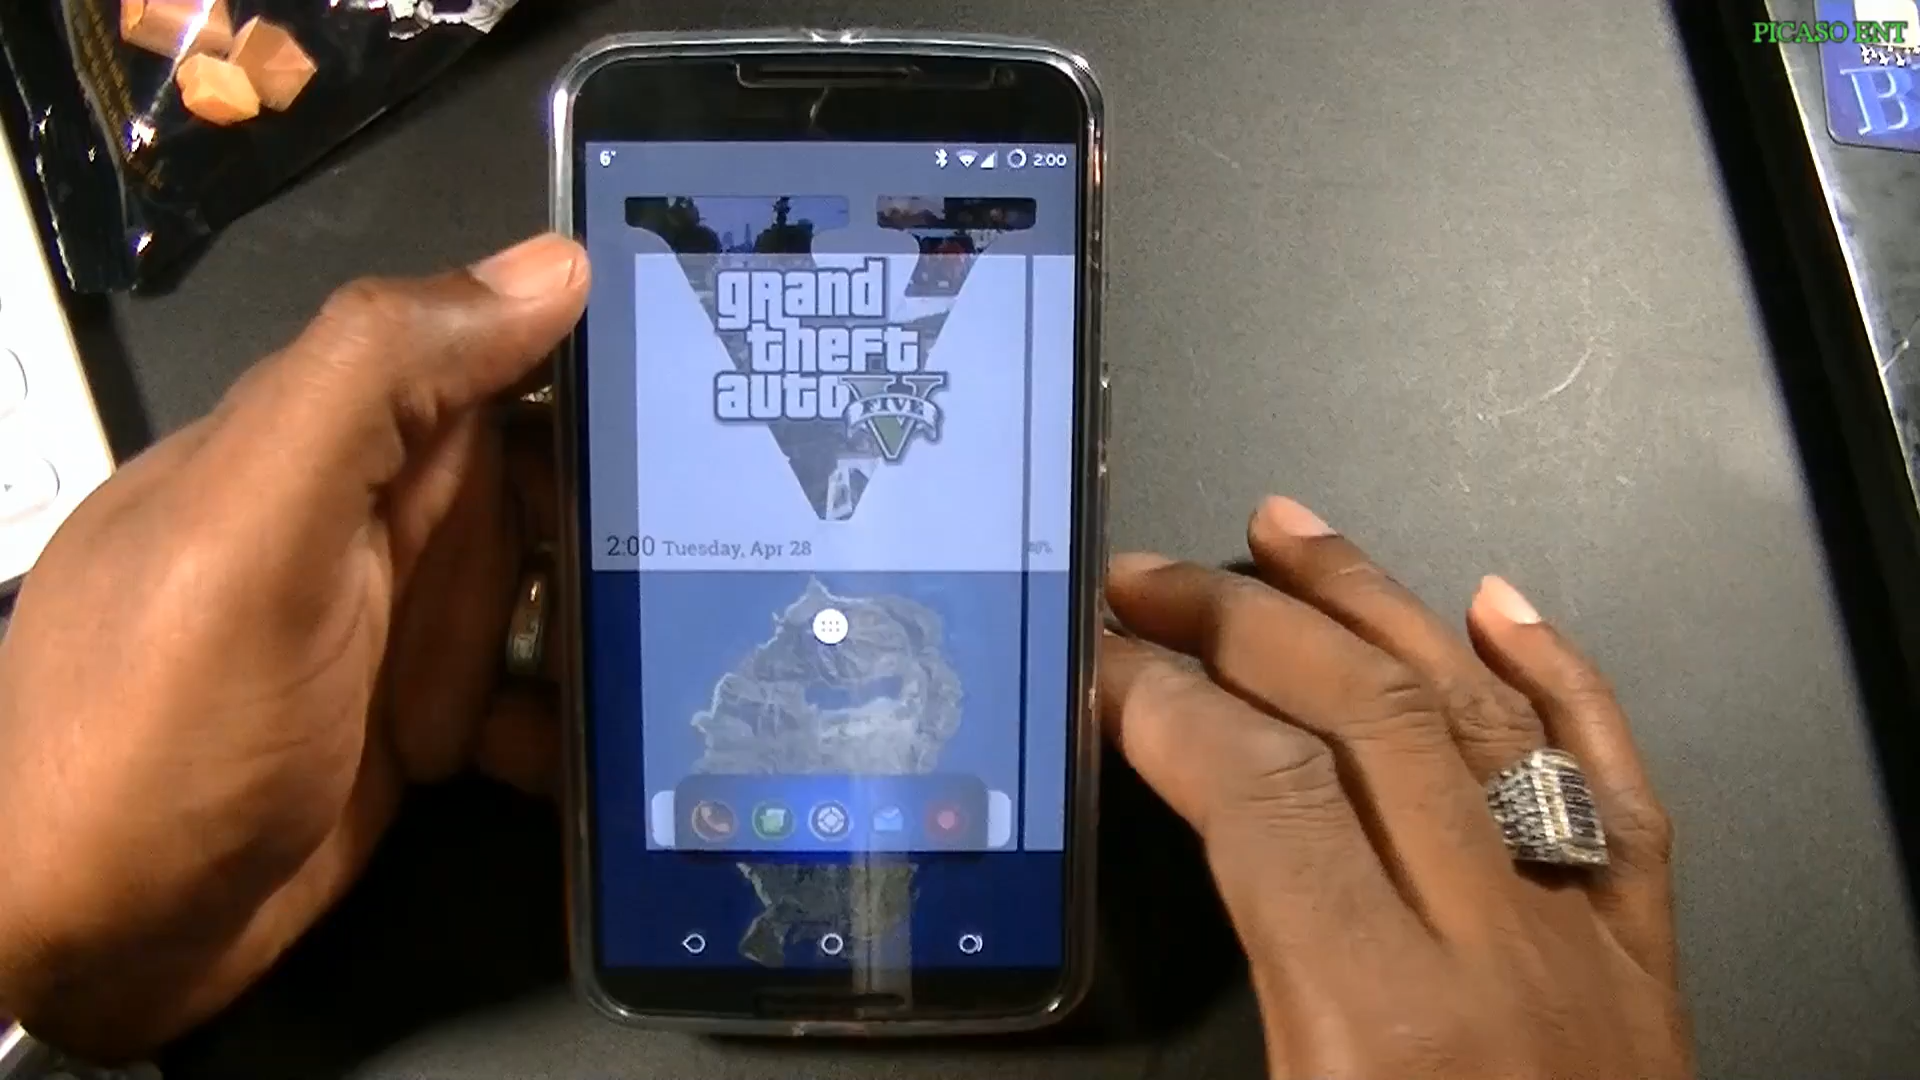 PICASO ENT
B
6°
2:00
grand
theft
auto
FIVE
2:00 Tuesday, Apr 28